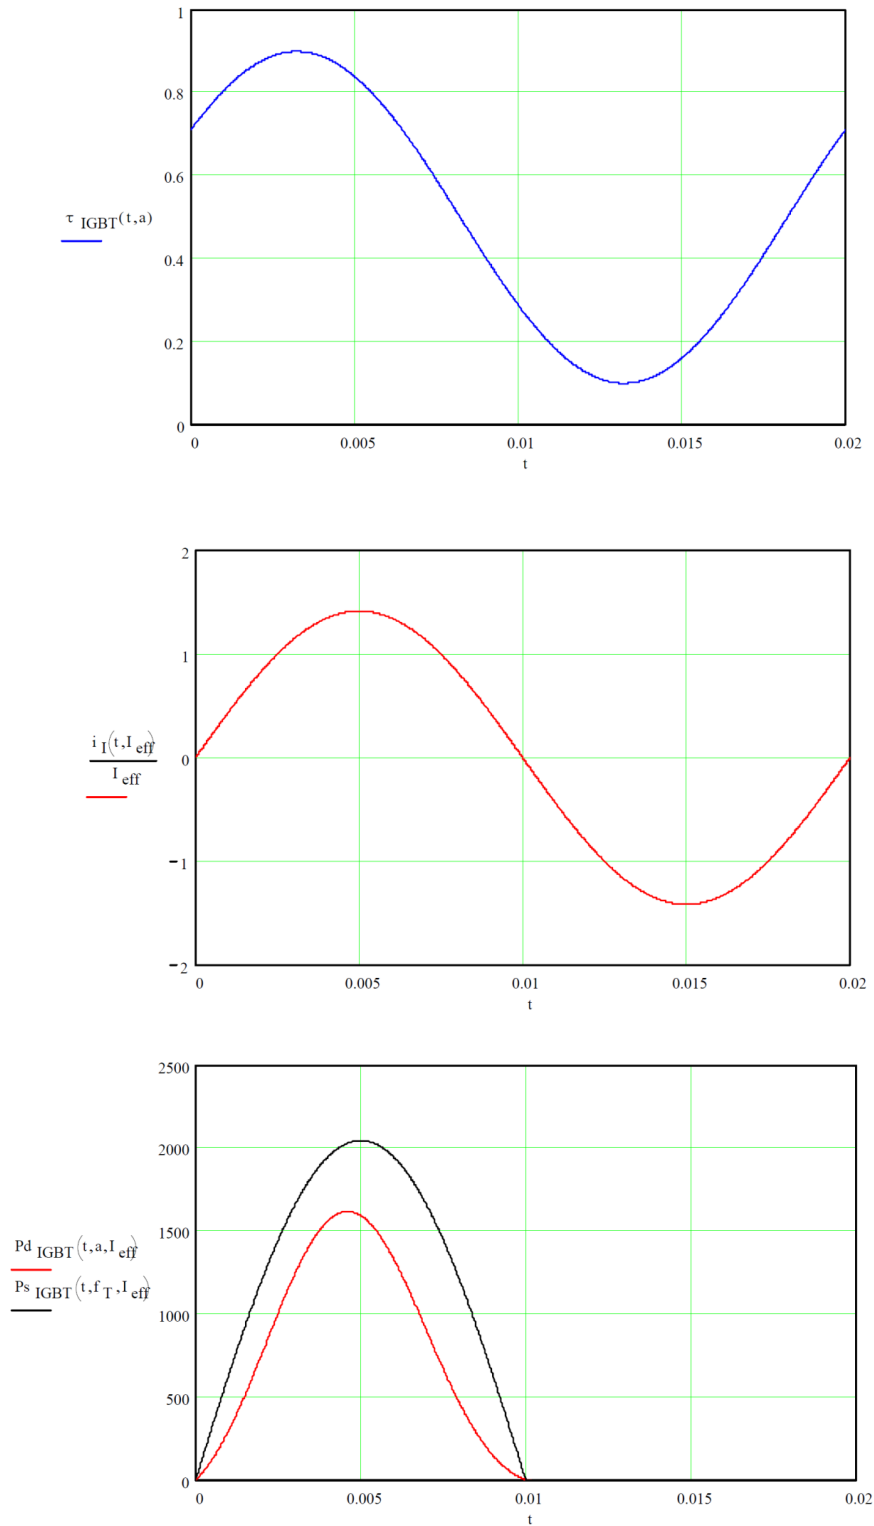 1
0.8
0.6
τ IGBT(t,a)
0.4
0.2
0
0 0.005 0.01 0.015 0.02
t
2
1
i I(t,I eff)
I eff
0
−1
−2
0 0.005 0.01 0.015 0.02
t
2500
2000
1500
Pd IGBT(t,a,I eff)
Ps IGBT(t,f T,I eff)
1000
500
0
0 0.005 0.01 0.015 0.02
t